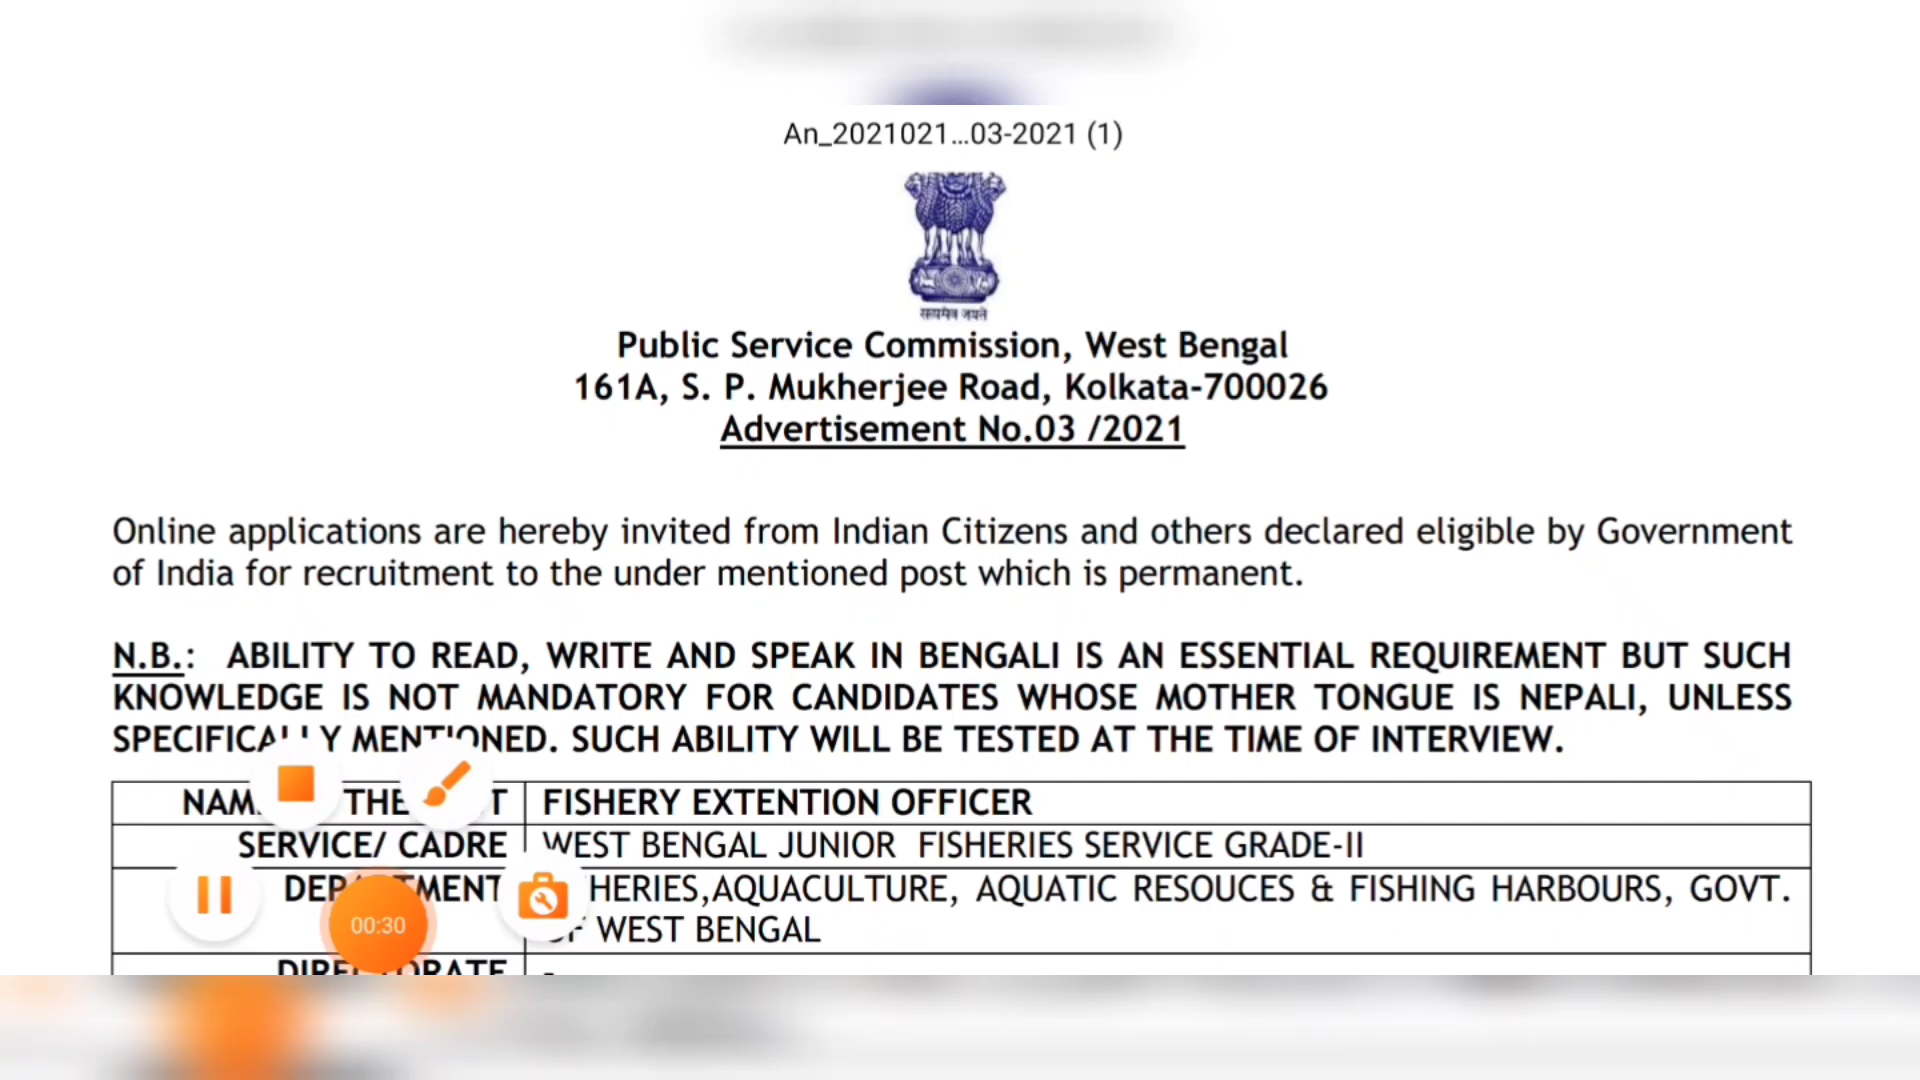 An_2021021...03-2021 (1)
सत्यमेव जयते
Public Service Commission, West Bengal
161A, S. P. Mukherjee Road, Kolkata-700026
Advertisement No.03 /2021
Online applications are hereby invited from Indian Citizens and others declared eligible by Government
of India for recruitment to the under mentioned post which is permanent.
N.B.: ABILITY TO READ, WRITE AND SPEAK IN BENGALI IS AN ESSENTIAL REQUIREMENT BUT SUCH
KNOWLEDGE IS NOT MANDATORY FOR CANDIDATES WHOSE MOTHER TONGUE IS NEPALI, UNLESS
SPECIFICALLY MENTIONED. SUCH ABILITY WILL BE TESTED AT THE TIME OF INTERVIEW.
THE FISHERY EXTENTION OFFICER
SERVICE/ CADRE WEST BENGAL JUNIOR FISHERIES SERVICE GRADE-II
AQUACULTURE, AQUATIC RESOUCES & FISHING HARBOURS, GOVT.
WEST BENGAL
00:30
-